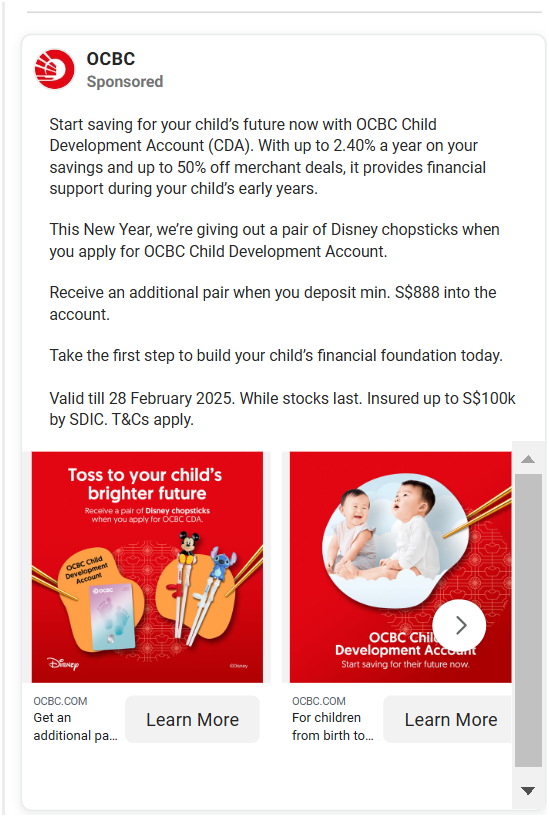 OCBC
Sponsored
Start saving for your child’s future now with OCBC Child
Development Account (CDA). With up to 2.40% a year on your
savings and up to 50% off merchant deals, it provides financial
support during your child’s early years.
This New Year, we’re giving out a pair of Disney chopsticks when
you apply for OCBC Child Development Account.
Receive an additional pair when you deposit min. S$888 into the
account.
Take the first step to build your child’s financial foundation today.
Valid till 28 February 2025. While stocks last. Insured up to S$100k
by SDIC. T&Cs apply.
Toss to your child’s
brighter future
Receive a pair of Disney chopsticks
when you apply for OCBC CDA.
OCBC Child
Development
Account
OCBC
Disney
©Disney
OCBC.COM
Get an
additional pa...
Learn More
OCBC Chil
Development Account
Start saving for their future now.
OCBC.COM
For children
from birth to...
Learn More